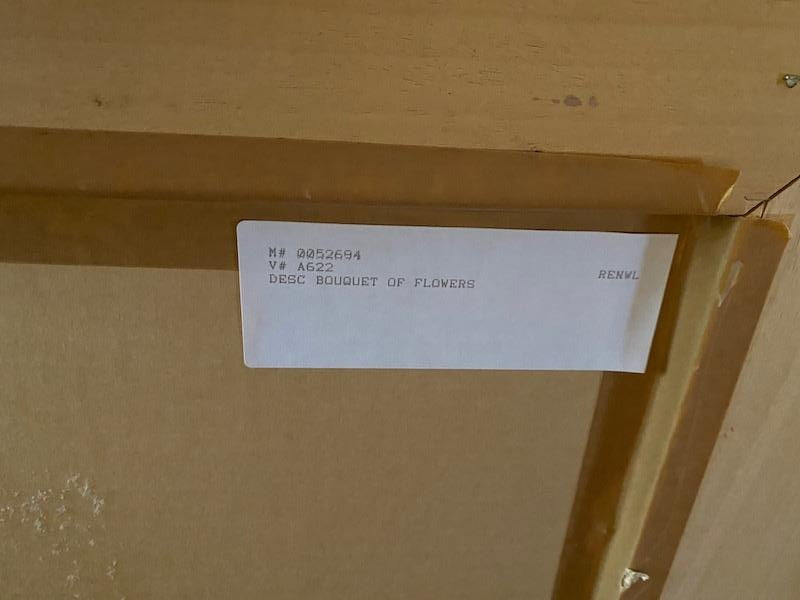 M# 0052694
V# A622
RENWL
DESC BOUQUET OF FLOWERS